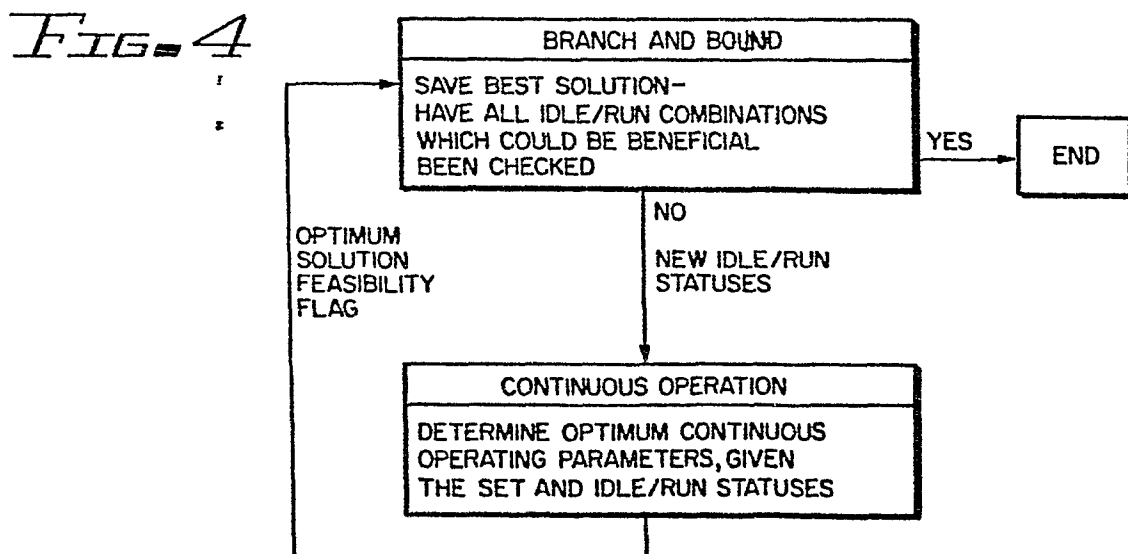 FIG. 4
BRANCH AND BOUND
SAVE BEST SOLUTION-
HAVE ALL IDLE/RUN COMBINATIONS
WHICH COULD BE BENEFICIAL
BEEN CHECKED
YES
END
NO
NEW IDLE/RUN
STATUSES
OPTIMUM
SOLUTION
FEASIBILITY
FLAG
CONTINUOUS OPERATION
DETERMINE OPTIMUM CONTINUOUS
OPERATING PARAMETERS, GIVEN
THE SET AND IDLE/RUN STATUSES